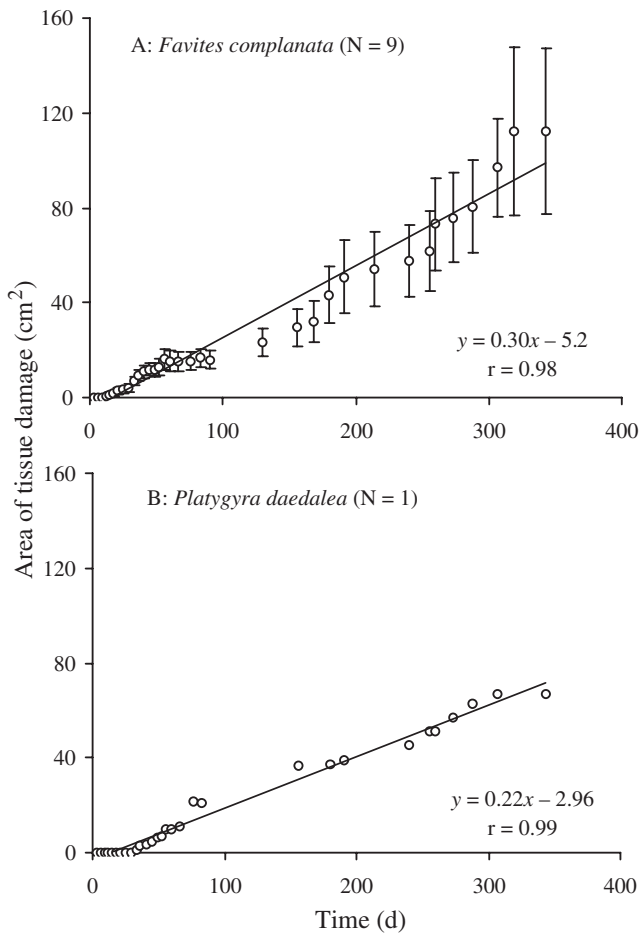 160
A: Favites complanata (N = 9)
120
80
40
y = 0.30x – 5.2
r = 0.98
0
0 100 200 300 400
Area of tissue damage (cm²)
160
B: Platygyra daedalea (N = 1)
120
80
40
y = 0.22x – 2.96
r = 0.99
0
0 100 200 300 400
Time (d)